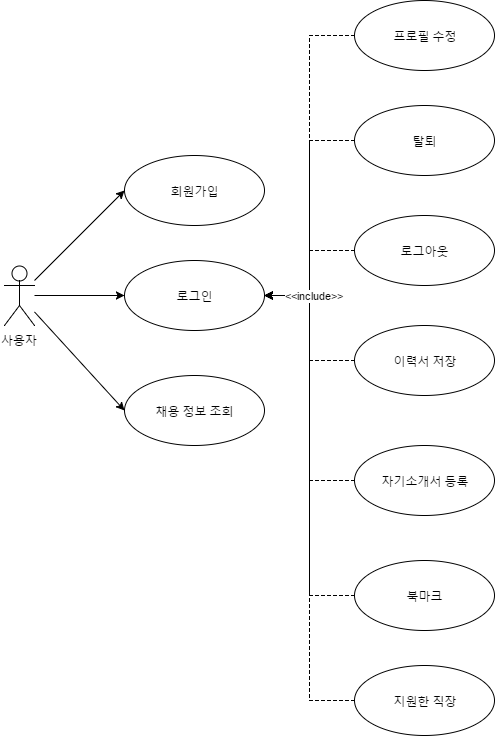 프로필 수정
탈퇴
회원가입
로그아웃
로그인
<<include>>
사용자
이력서 저장
채용 정보 조회
자기소개서 등록
북마크
지원한 직장